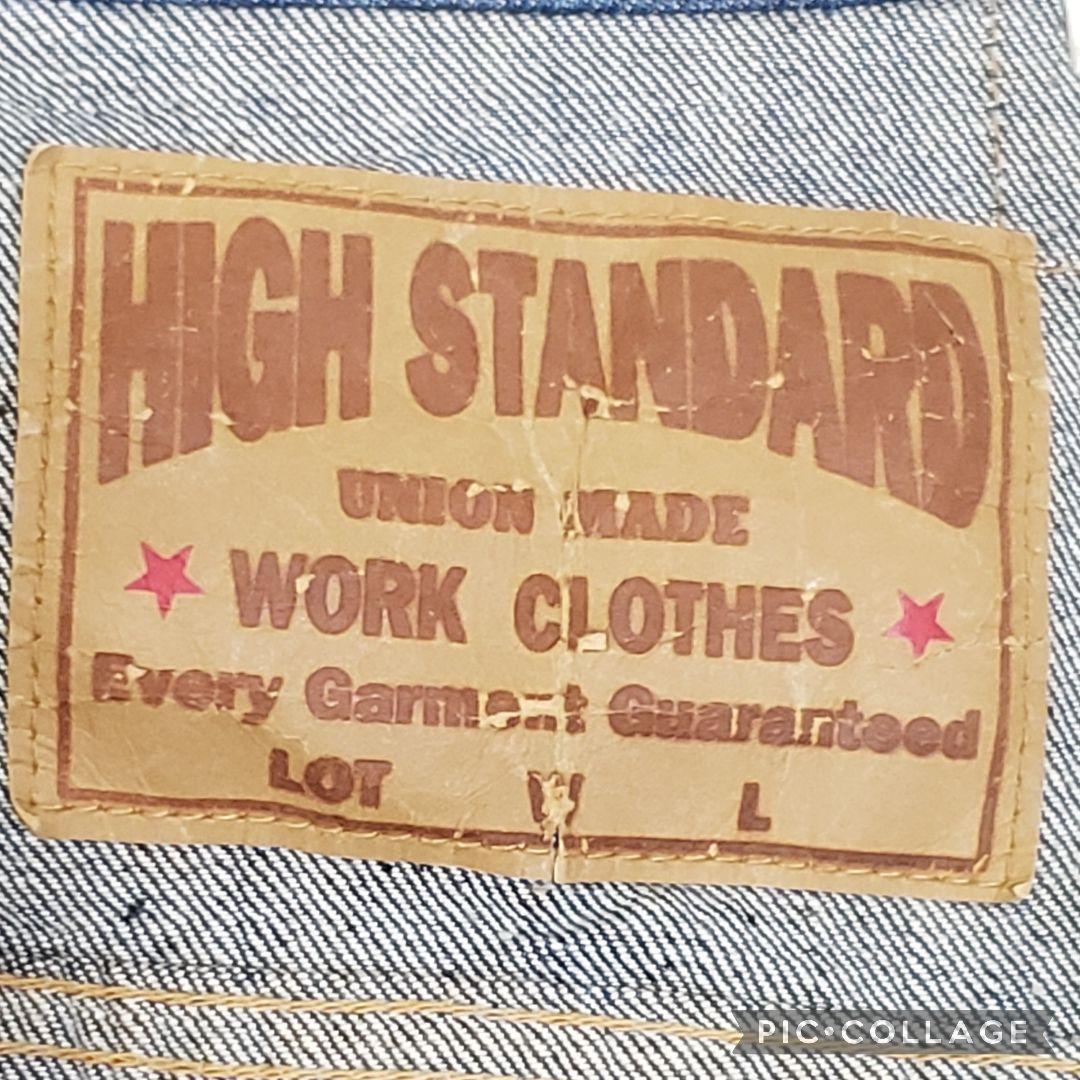 HIGH STANDARD
UNION MADE
WORK CLOTHES
Every Garment Guaranteed
LOT W L
PIC•COLLAGE